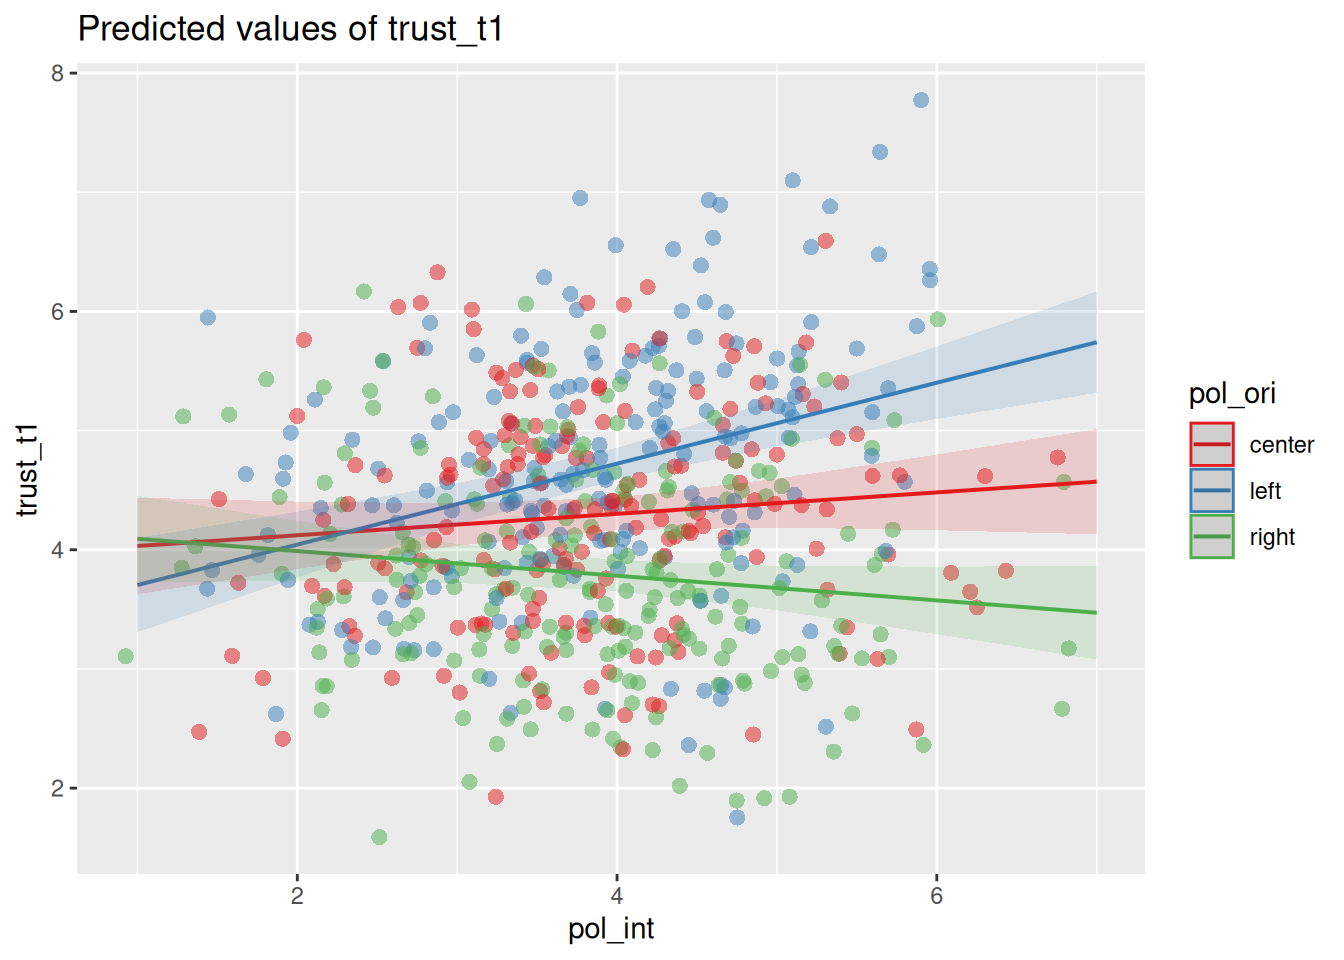 Predicted values of trust_t1
8
6
4
2
trust_t1
2
4
6
pol_int
pol_ori
center
left
right